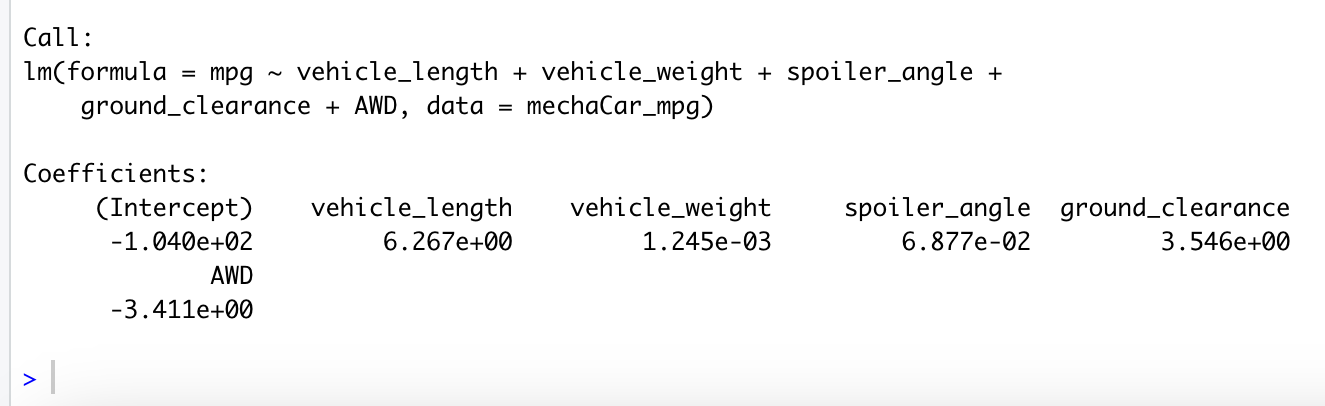 Call:
lm(formula = mpg ~ vehicle_length + vehicle_weight + spoiler_angle +
    ground_clearance + AWD, data = mechaCar_mpg)

Coefficients:
     (Intercept)    vehicle_length    vehicle_weight     spoiler_angle  ground_clearance
      -1.040e+02         6.267e+00         1.245e-03         6.877e-02         3.546e+00
             AWD
      -3.411e+00

>